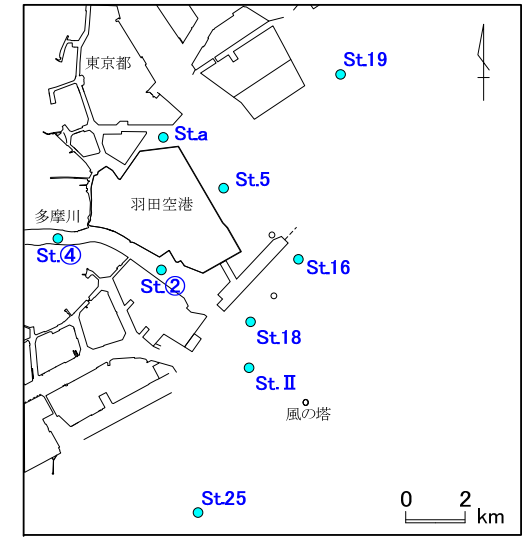 St.19
東京都
St.a
St.5
羽田空港
多摩川
St.④
St.16
St.②
St.18
St.Ⅱ
風の塔
St.25
0 2
km